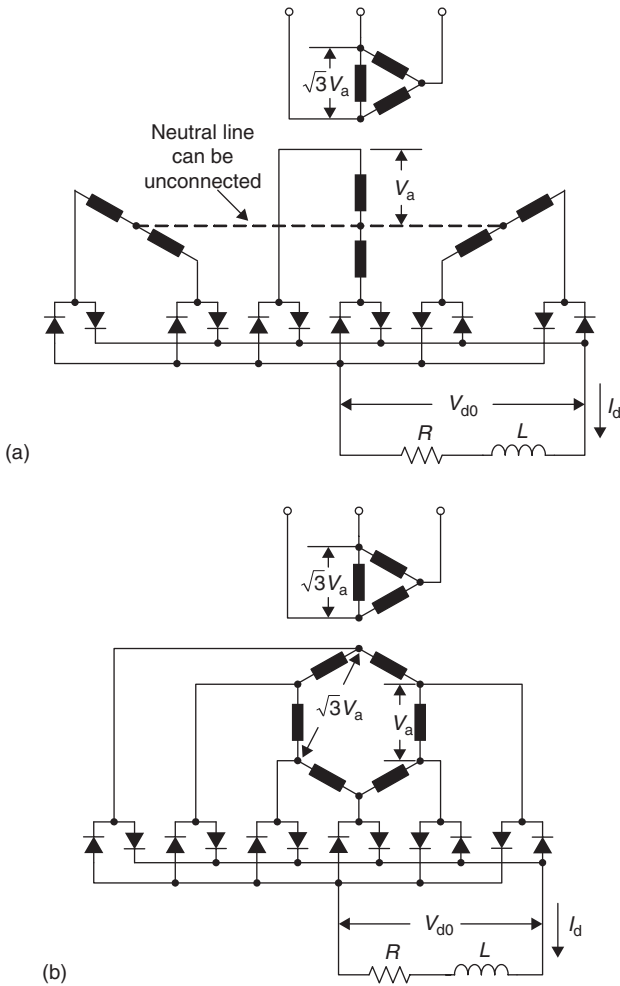 √3Va
Neutral line
can be
unconnected
Va
Vd0
Id
R
L
(a)
√3Va
√3Va
Va
Vd0
Id
R
L
(b)